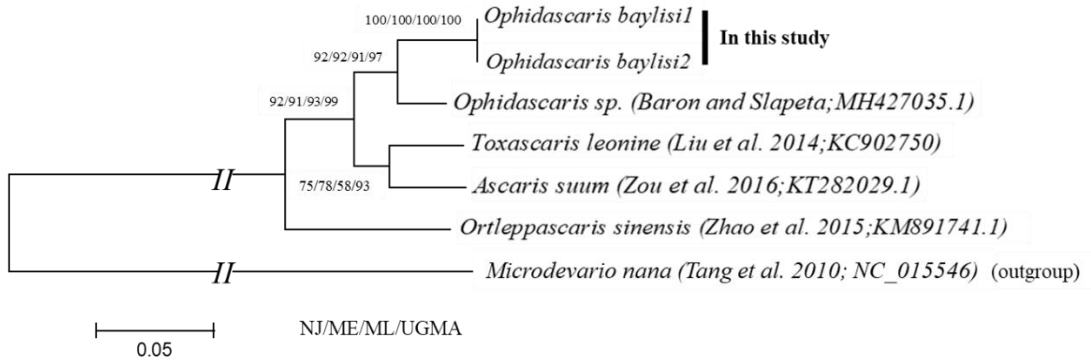 100/100/100/100
Ophidascaris baylisi1
In this study
92/92/91/97
Ophidascaris baylisi2
92/91/93/99
Ophidascaris sp. (Baron and Slapeta;MH427035.1)
Toxascaris leonine (Liu et al. 2014;KC902750)
75/78/58/93
Ascaris suum (Zou et al. 2016;KT282029.1)
Ortleppascaris sinensis (Zhao et al. 2015;KM891741.1)
Microdevario nana (Tang et al. 2010; NC_015546) (outgroup)
NJ/ME/ML/UGMA
0.05